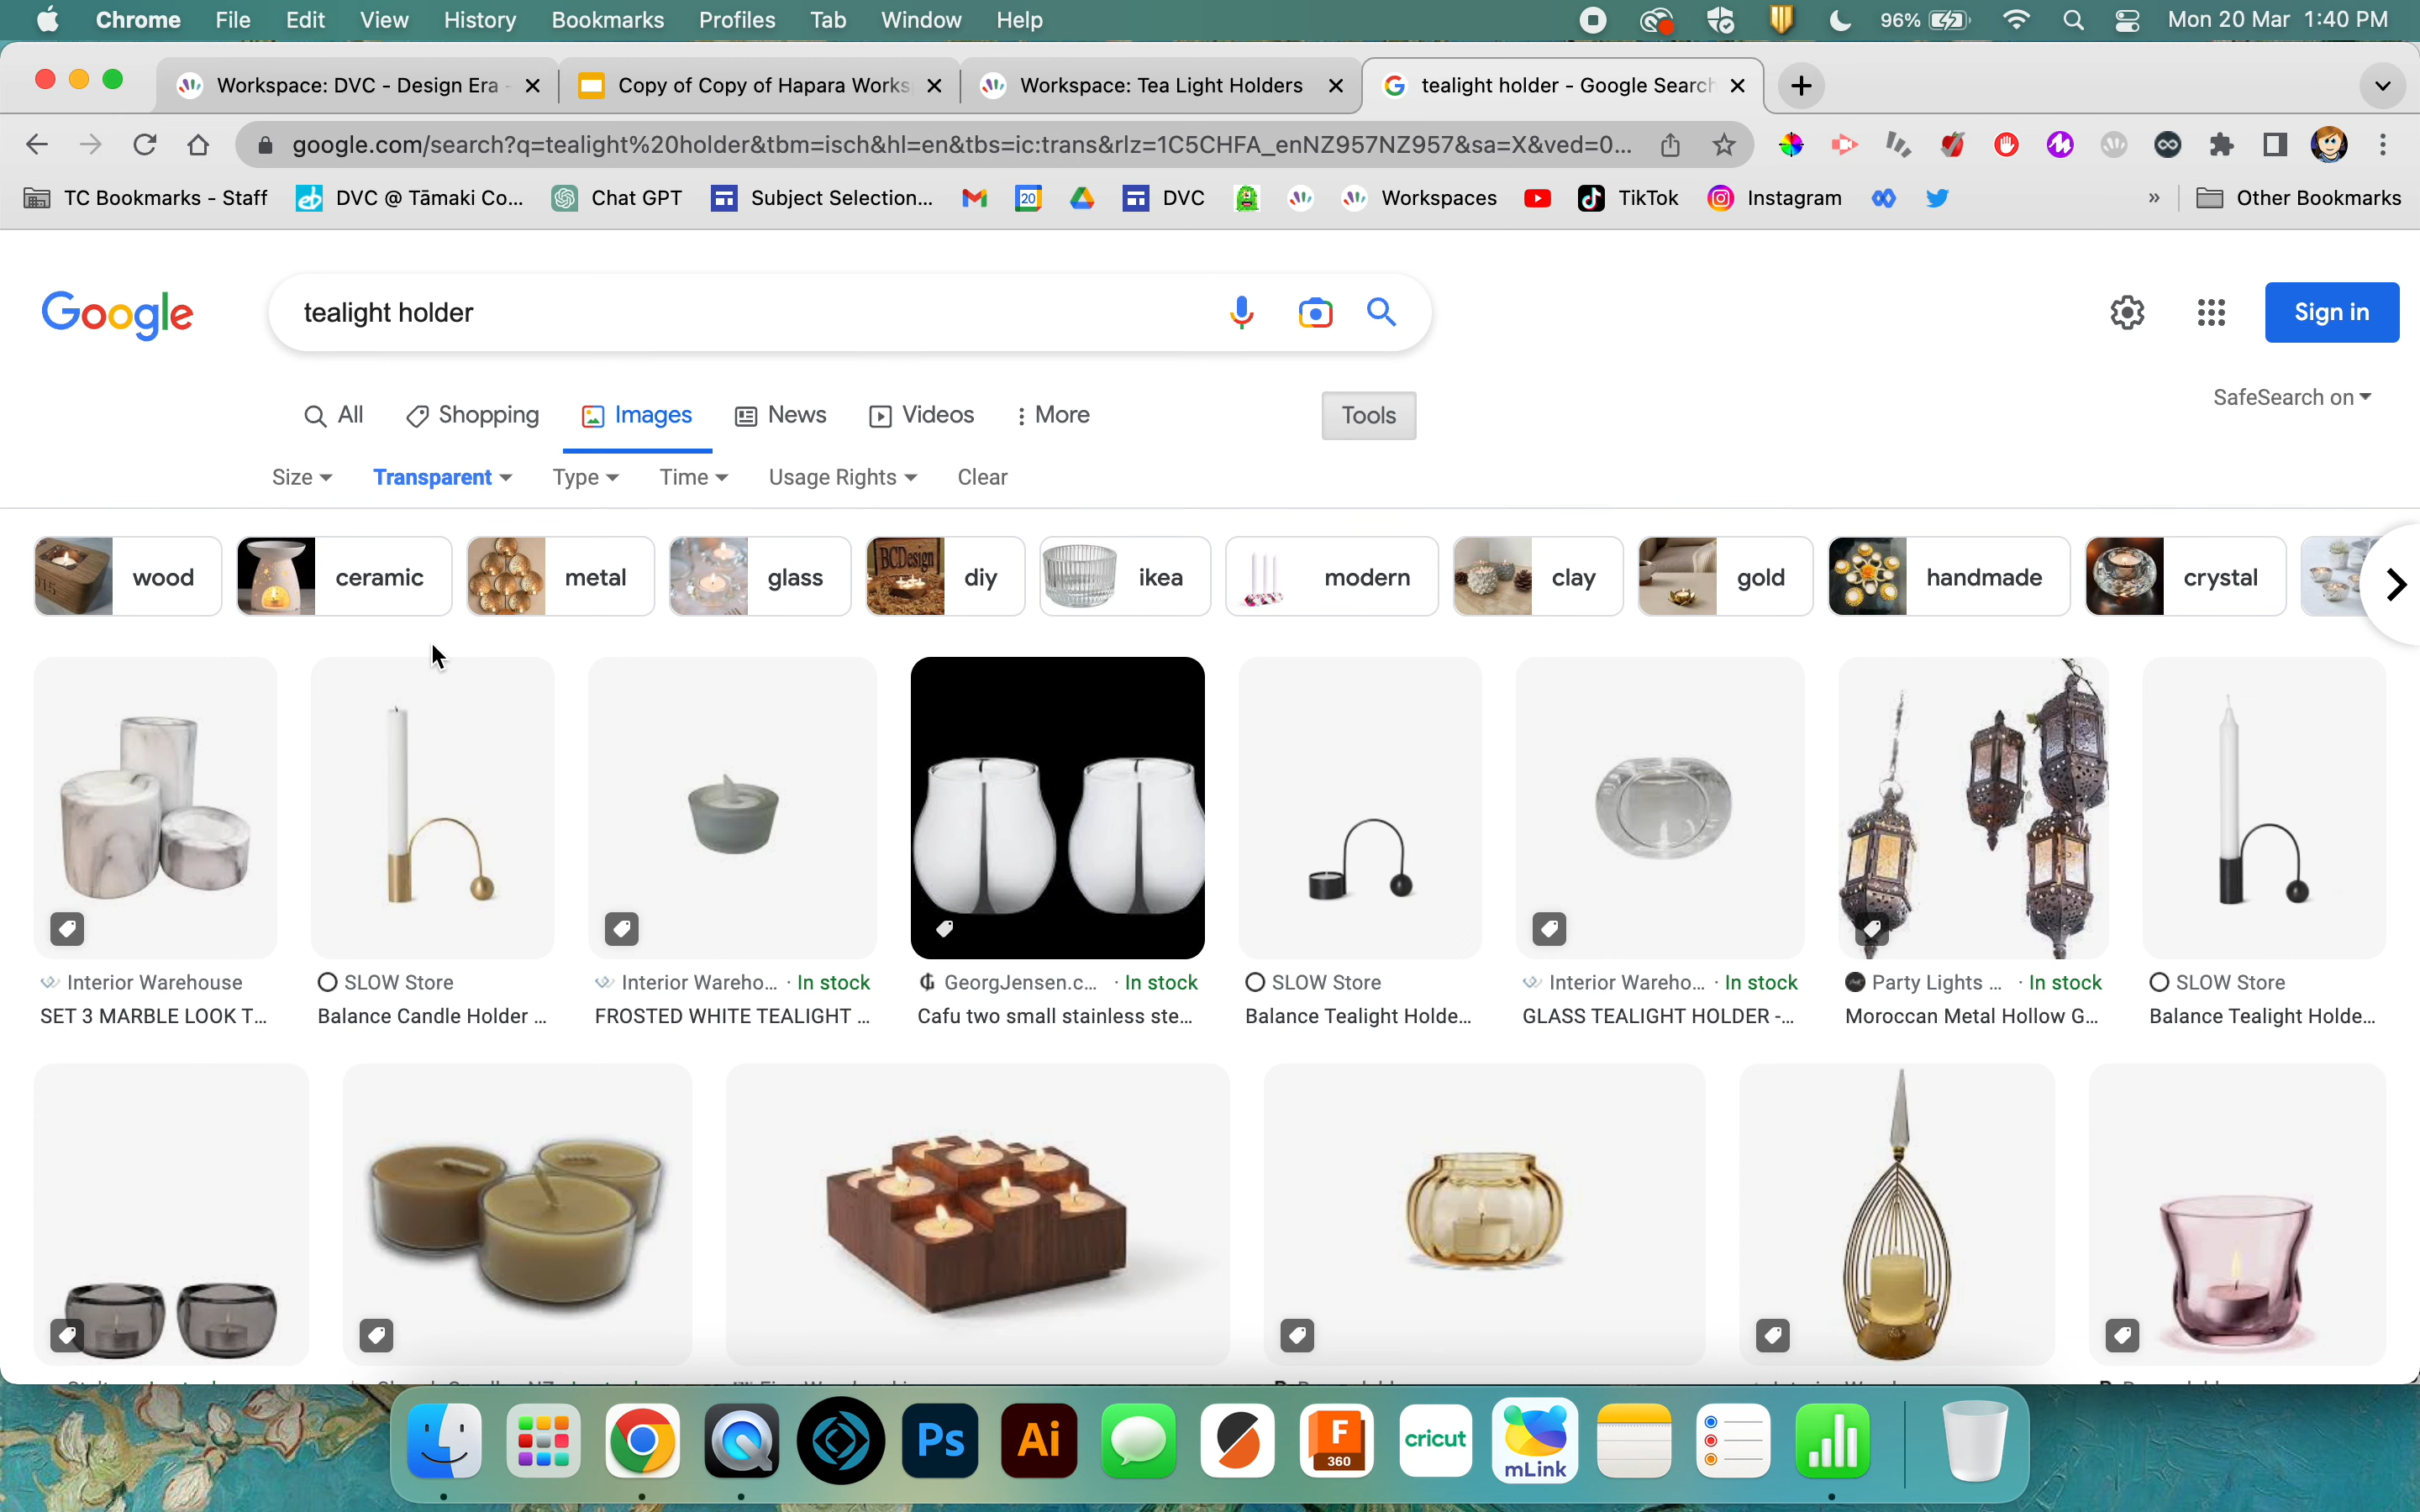 Chrome File Edit View History Bookmarks Profiles Tab Window Help 96% Mon 20 Mar 1:40 PM
Workspace: DVC - Design Era - Copy of Copy of Hapara Works Workspace: Tea Light Holders tealight holder - Google Search
google.com/search?q=tealight%20holder&tbm=isch&hl=en&tbs=ic:trans&rlz=1C5CHFA_enNZ957NZ957&sa=X&ved=0...
TC Bookmarks - Staff DVC @ Tāmaki Co... Chat GPT Subject Selection... 20 DVC Workspaces TikTok Instagram » Other Bookmarks
Google tealight holder Sign in
All Shopping Images News Videos More Tools SafeSearch on
Size Transparent Type Time Usage Rights Clear
wood ceramic metal glass BCDesign diy ikea modern clay gold handmade crystal
Interior Warehouse SLOW Store Interior Wareho... · In stock GeorgJensen.c... · In stock SLOW Store Interior Wareho... · In stock Party Lights ... · In stock SLOW Store
SET 3 MARBLE LOOK T... Balance Candle Holder ... FROSTED WHITE TEALIGHT ... Cafu two small stainless ste... Balance Tealight Holde... GLASS TEALIGHT HOLDER -... Moroccan Metal Hollow G... Balance Tealight Holde...
Ps Ai F 360 cricut mLink